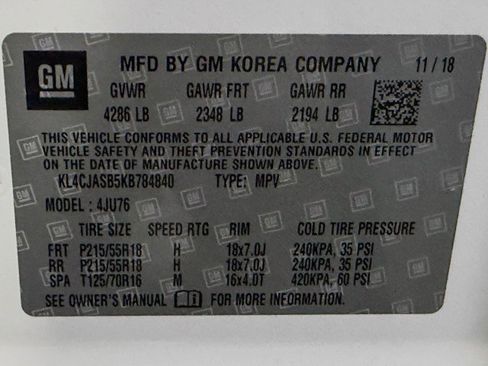 GM
MFD BY GM KOREA COMPANY 11/18
GVWR GAWR FRT GAWR RR
4286 LB 2348 LB 2194 LB
THIS VEHICLE CONFORMS TO ALL APPLICABLE U.S. FEDERAL MOTOR
VEHICLE SAFETY AND THEFT PREVENTION STANDARDS IN EFFECT
ON THE DATE OF MANUFACTURE SHOWN ABOVE.
KL4CJASB5KB784840 TYPE: MPV
MODEL : 4JU76
TIRE SIZE SPEED RTG RIM COLD TIRE PRESSURE
FRT P215/55R18 H 18x7.0J 240KPA, 35 PSI
RR P215/55R18 H 18x7.0J 240KPA, 35 PSI
SPA T125/70R16 M 16x4.0T 420KPA, 60 PSI
SEE OWNER'S MANUAL FOR MORE INFORMATION.